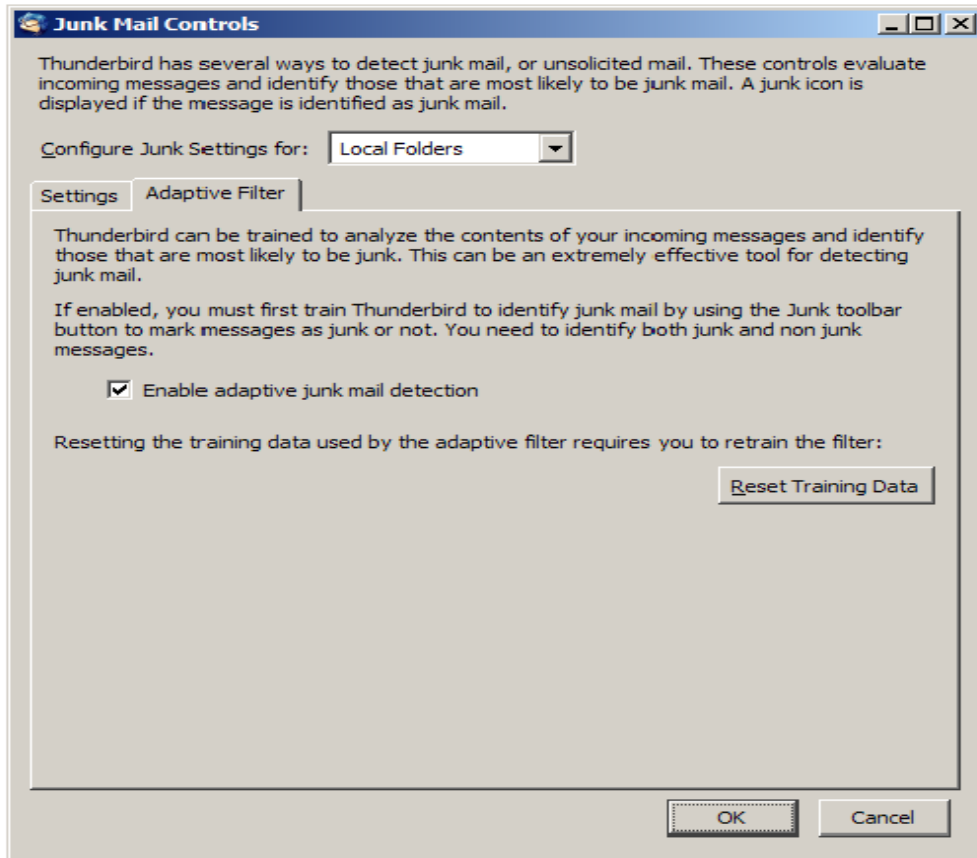 Junk Mail Controls
Thunderbird has several ways to detect junk mail, or unsolicited mail. These controls evaluate
incoming messages and identify those that are most likely to be junk mail. A junk icon is
displayed if the message is identified as junk mail.
Configure Junk Settings for: Local Folders
Settings Adaptive Filter
Thunderbird can be trained to analyze the contents of your incoming messages and identify
those that are most likely to be junk. This can be an extremely effective tool for detecting
junk mail.
If enabled, you must first train Thunderbird to identify junk mail by using the Junk toolbar
button to mark messages as junk or not. You need to identify both junk and non junk
messages.
Enable adaptive junk mail detection
Resetting the training data used by the adaptive filter requires you to retrain the filter:
Reset Training Data
OK Cancel